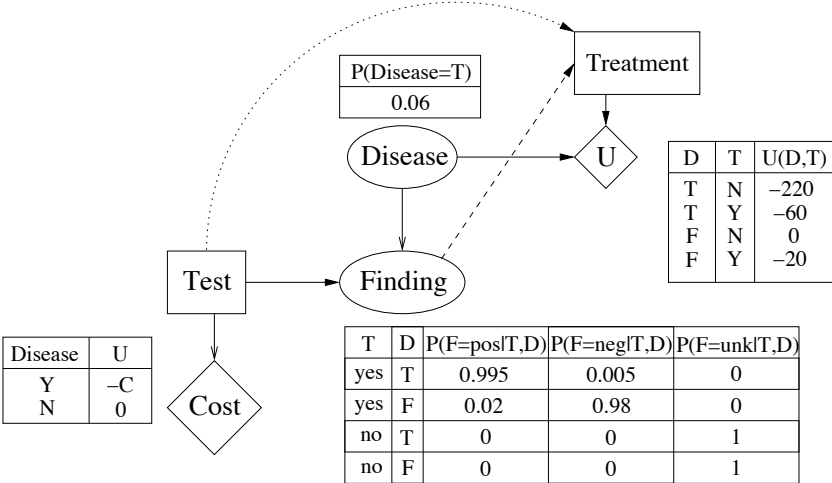 P(Disease=T)
0.06
Treatment
Disease
U
D T U(D,T)
T N −220
T Y −60
F N 0
F Y −20
Test
Finding
Disease U
Y −C
N 0
Cost
T D P(F=pos|T,D) P(F=neg|T,D) P(F=unk|T,D)
yes T 0.995 0.005 0
yes F 0.02 0.98 0
no T 0 0 1
no F 0 0 1